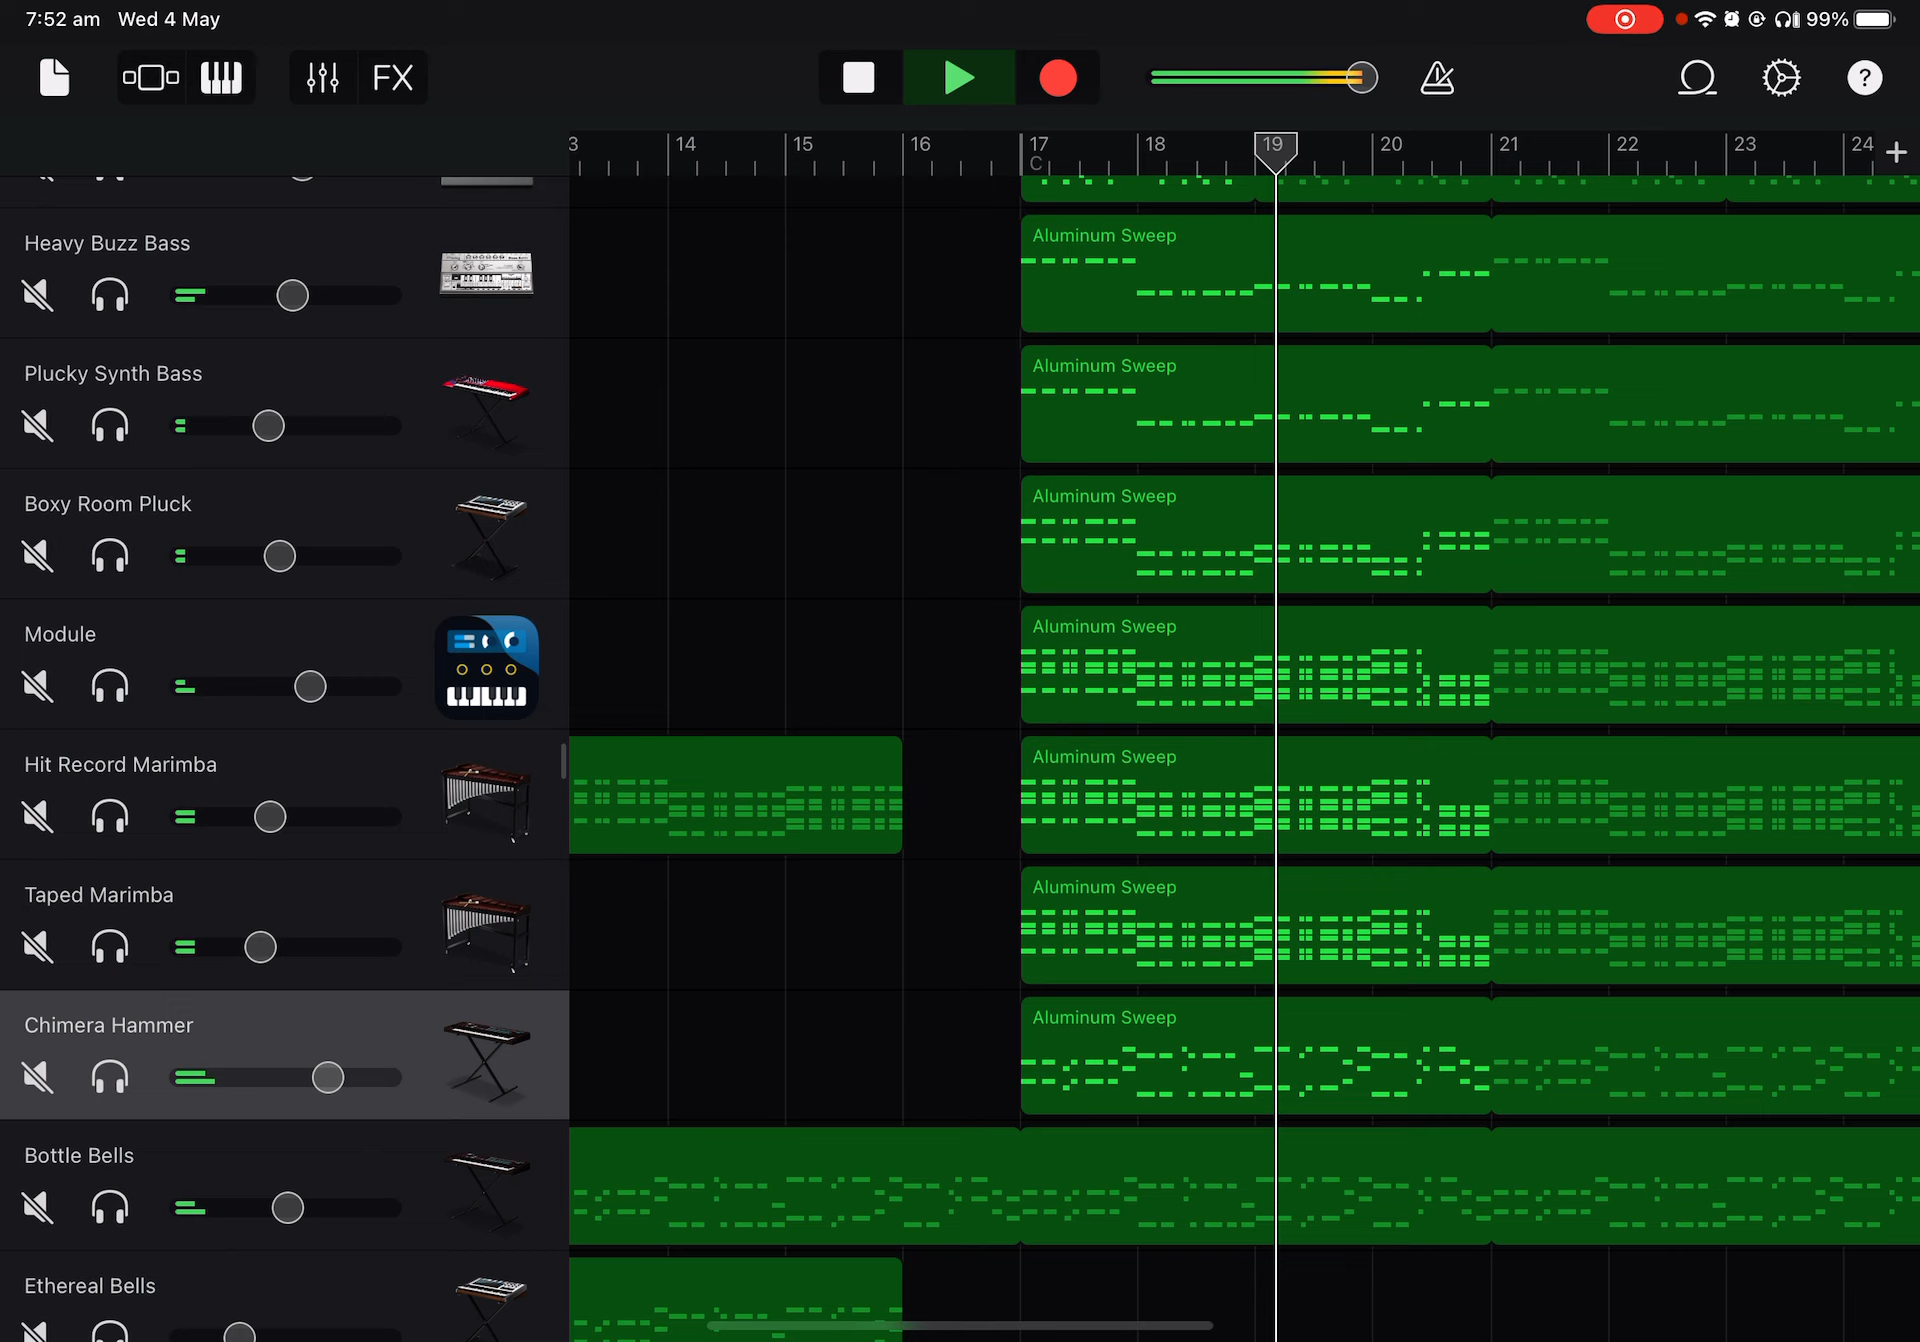 7:52 am Wed 4 May
99%
FX
?
3 14 15 16 17 18 19 20 21 22 23 24 +
C
Heavy Buzz Bass
Aluminum Sweep
Plucky Synth Bass
Aluminum Sweep
Boxy Room Pluck
Aluminum Sweep
Module
Aluminum Sweep
Hit Record Marimba
Aluminum Sweep
Taped Marimba
Aluminum Sweep
Chimera Hammer
Aluminum Sweep
Bottle Bells
Ethereal Bells